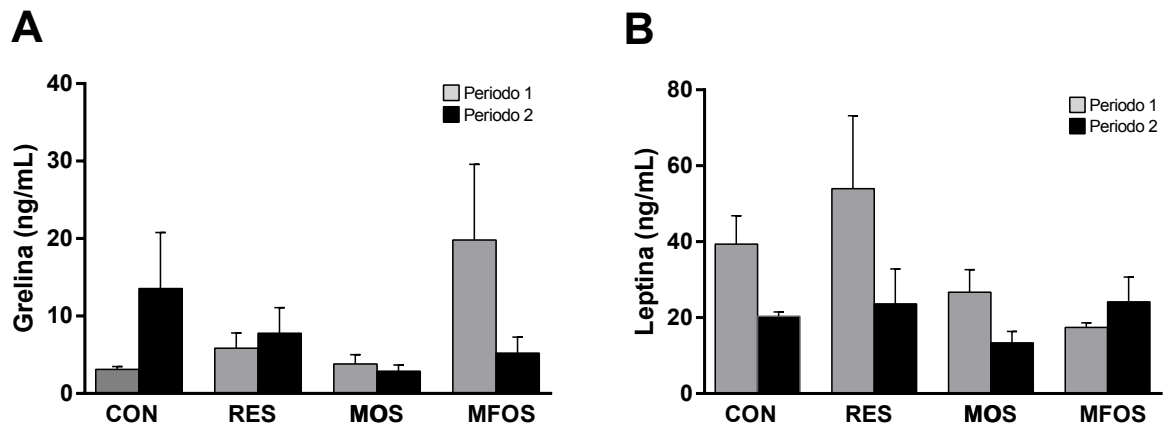 A
Grelina (ng/mL)
40
30
20
10
0
Periodo 1
Periodo 2
CON RES MOS MFOS
B
Leptina (ng/mL)
80
60
40
20
0
Periodo 1
Periodo 2
CON RES MOS MFOS